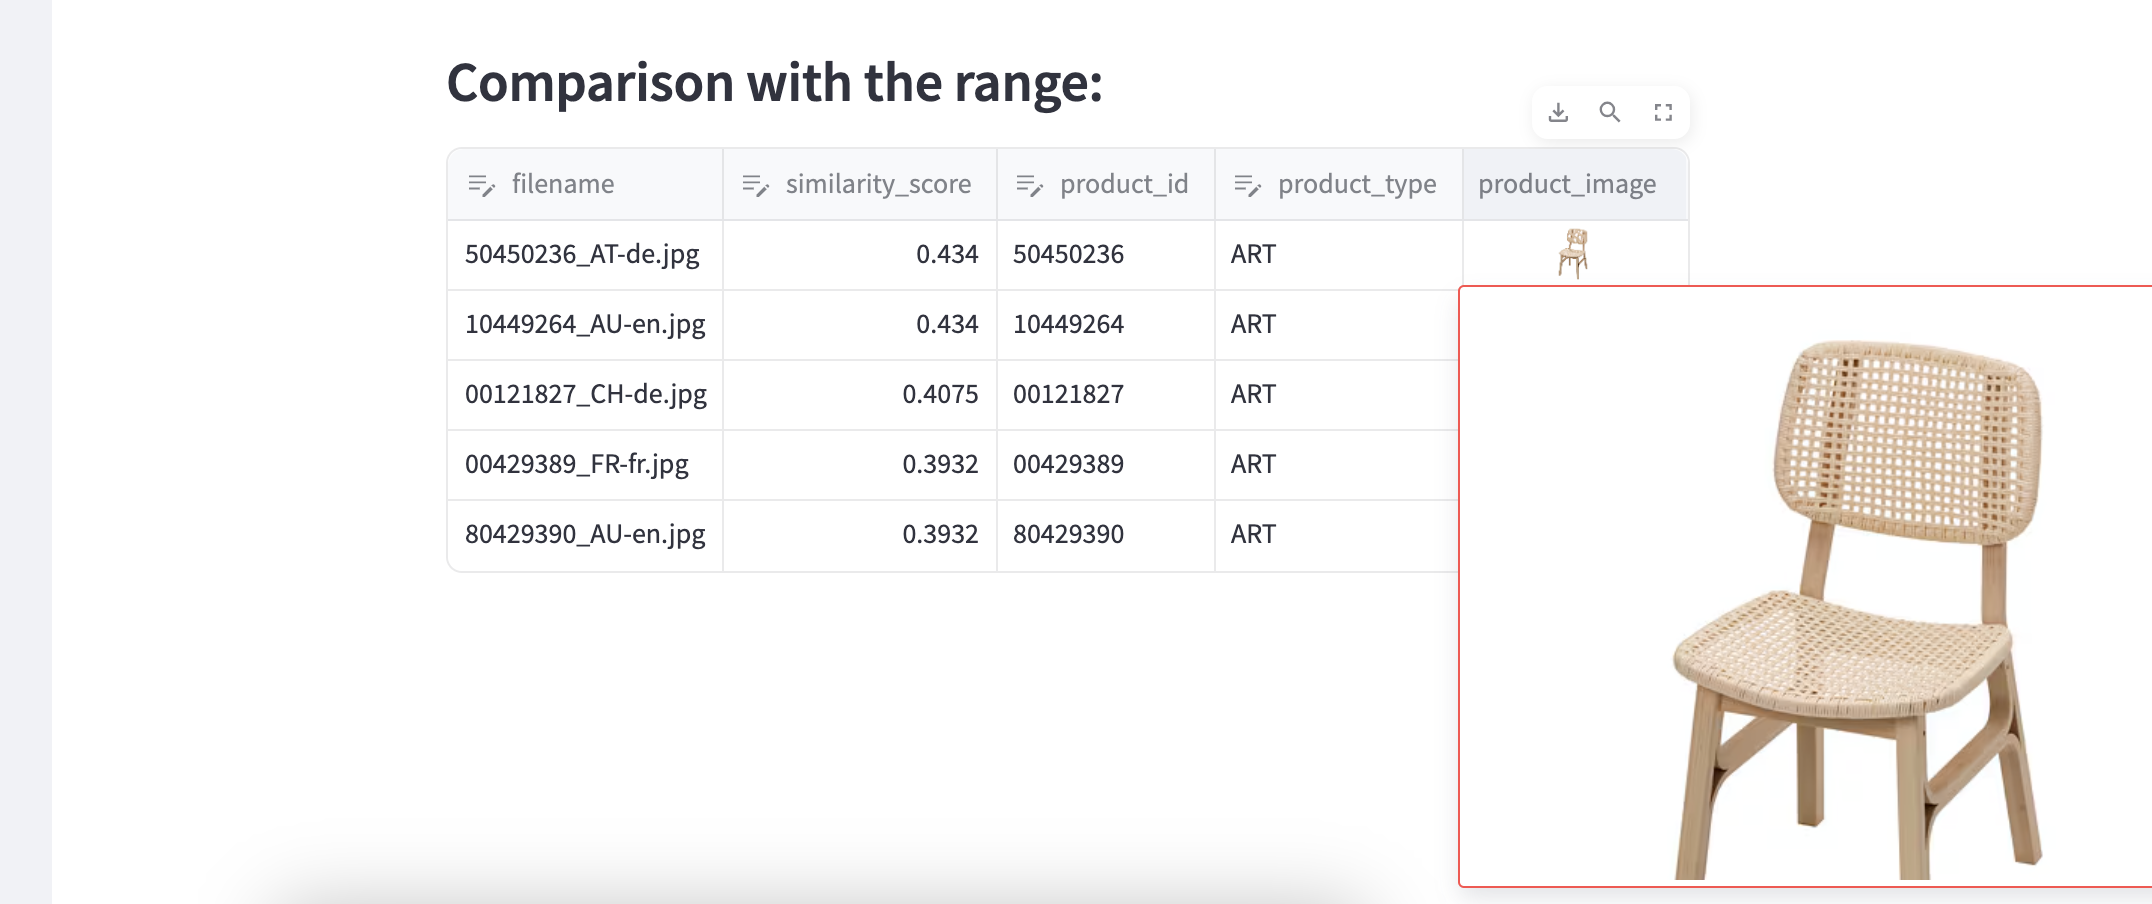 Comparison with the range:
filename similarity_score product_id product_type product_image
50450236_AT-de.jpg 0.434 50450236 ART
10449264_AU-en.jpg 0.434 10449264 ART
00121827_CH-de.jpg 0.4075 00121827 ART
00429389_FR-fr.jpg 0.3932 00429389 ART
80429390_AU-en.jpg 0.3932 80429390 ART